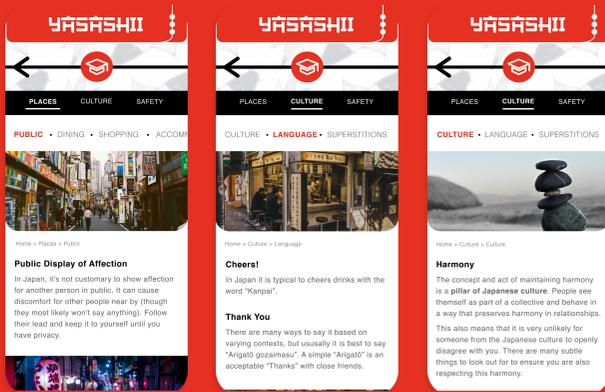 YASASHII
PLACES CULTURE SAFETY
PUBLIC • DINING • SHOPPING • ACCOMM
Home > Places > Public
Public Display of Affection
In Japan, it's not customary to show affection
for another person in public. It can cause
discomfort for other people near by (though
they most likely won't say anything). Follow
their lead and keep it to yourself until you
have privacy.
YASASHII
PLACES CULTURE SAFETY
CULTURE • LANGUAGE • SUPERSTITIONS
Home > Culture > Language
Cheers!
In Japan it is typical to cheers drinks with the
word "Kanpai".
Thank You
There are many ways to say it based on
varying contexts, but ususally it is best to say
"Arigatō gozaimasu". A simple "Arigatō" is an
acceptable "Thanks" with close friends.
YASASHII
PLACES CULTURE SAFETY
CULTURE • LANGUAGE • SUPERSTITIONS
Home > Culture > Culture
Harmony
The concept and act of maintaining harmony
is a pillar of Japanese culture. People see
themself as part of a collective and behave in
a way that preserves harmony in relationships.
This also means that it is very unlikely for
someone from the Japanese culture to openly
disagree with you. There are many subtle
things to look out for to ensure you are also
respecting this harmony.